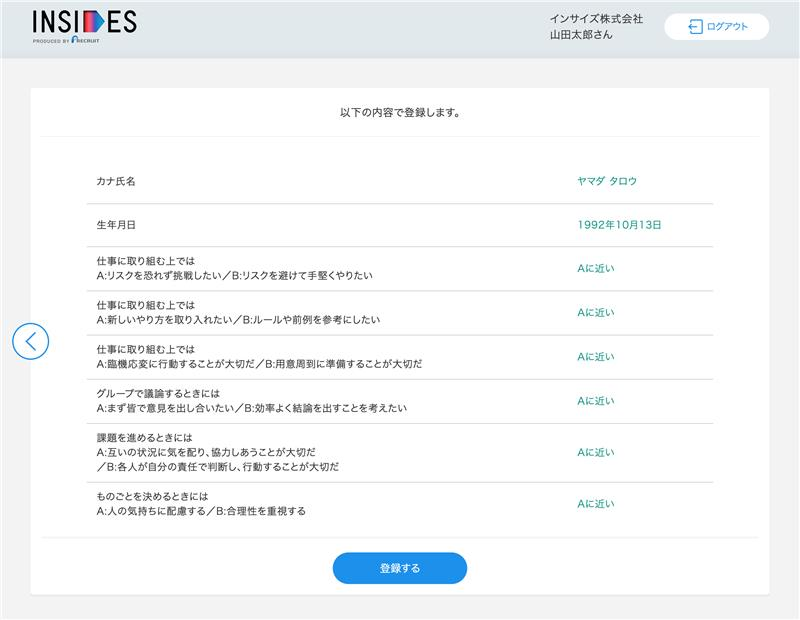 INSIDES
PRODUCED BY RECRUIT
インサイズ株式会社
山田太郎さん
ログアウト
以下の内容で登録します。
カナ氏名
ヤマダ タロウ
生年月日
1992年10月13日
仕事に取り組む上では
A:リスクを恐れず挑戦したい／B:リスクを避けて手堅くやりたい
Aに近い
仕事に取り組む上では
A:新しいやり方を取り入れたい／B:ルールや前例を参考にしたい
Aに近い
仕事に取り組む上では
A:臨機応変に行動することが大切だ／B:用意周到に準備することが大切だ
Aに近い
グループで議論するときには
A:まず皆で意見を出し合いたい／B:効率よく結論を出すことを考えたい
Aに近い
課題を進めるときには
A:互いの状況に気を配り、協力しあうことが大切だ
／B:各人が自分の責任で判断し、行動することが大切だ
Aに近い
ものごとを決めるときには
A:人の気持ちに配慮する／B:合理性を重視する
Aに近い
登録する